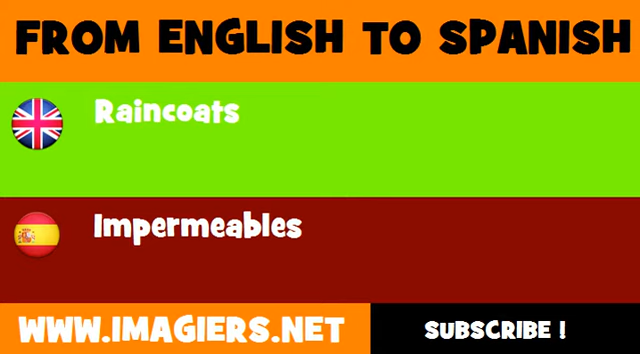 FROM ENGLISH TO SPANISH
Raincoats
Impermeables
WWW.IMAGIERS.NET
SUBSCRIBE !